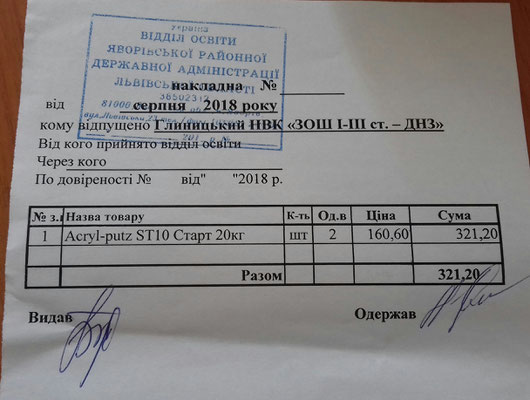 Україна
ВІДДІЛ ОСВІТИ
ЯВОРІВСЬКОЇ РАЙОННОЇ
ДЕРЖАВНОЇ АДМІНІСТРАЦІЇ
ЛЬВІВСЬКОЇ ОБЛАСТІ
накладна №
від серпня 2018 року
кому відпущено Глиницький НВК «ЗОШ І-ІІІ ст. – ДНЗ»
Від кого прийнято відділ освіти
Через кого
По довіреності № від" "2018 р.
№ з. Назва товару К-ть Од.в Ціна Сума
1 Acryl-putz ST10 Старт 20кг шт 2 160,60 321,20
Разом 321,20
Видав Одержав